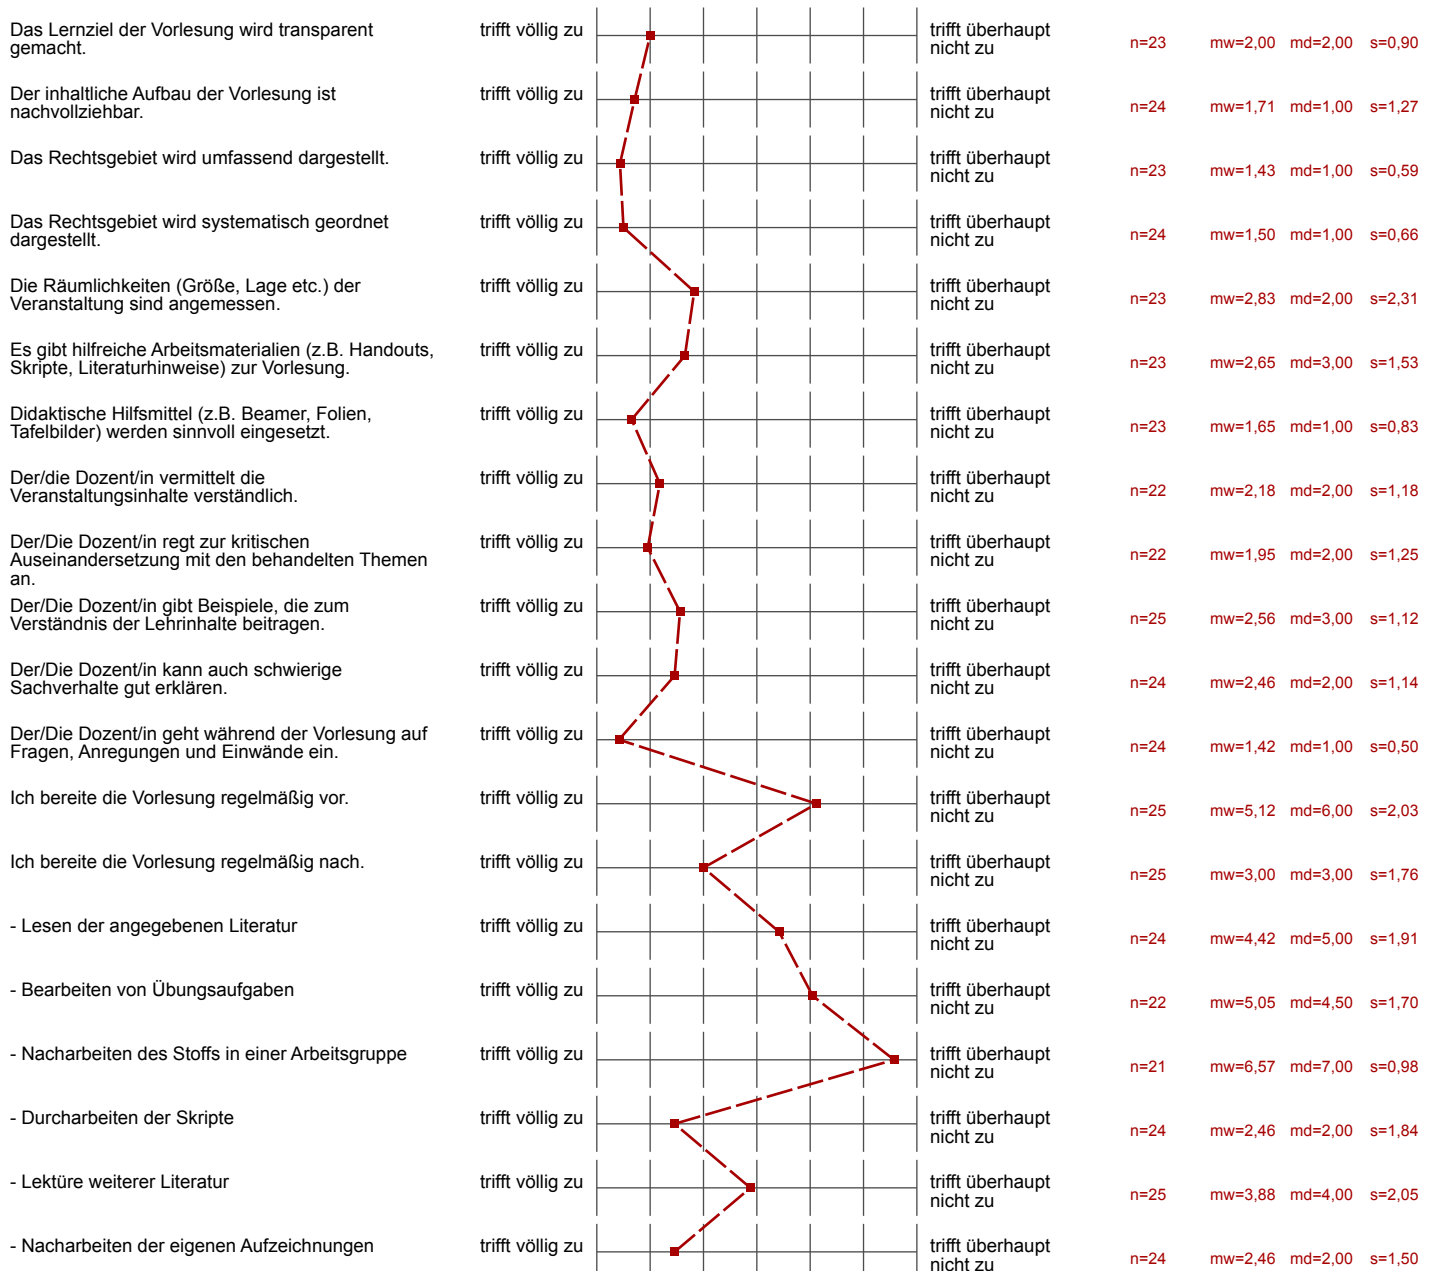 Das Lernziel der Vorlesung wird transparent
gemacht.
trifft völlig zu
trifft überhaupt
nicht zu
n=23 mw=2,00 md=2,00 s=0,90
Der inhaltliche Aufbau der Vorlesung ist
nachvollziehbar.
trifft völlig zu
trifft überhaupt
nicht zu
n=24 mw=1,71 md=1,00 s=1,27
Das Rechtsgebiet wird umfassend dargestellt.
trifft völlig zu
trifft überhaupt
nicht zu
n=23 mw=1,43 md=1,00 s=0,59
Das Rechtsgebiet wird systematisch geordnet
dargestellt.
trifft völlig zu
trifft überhaupt
nicht zu
n=24 mw=1,50 md=1,00 s=0,66
Die Räumlichkeiten (Größe, Lage etc.) der
Veranstaltung sind angemessen.
trifft völlig zu
trifft überhaupt
nicht zu
n=23 mw=2,83 md=2,00 s=2,31
Es gibt hilfreiche Arbeitsmaterialien (z.B. Handouts,
Skripte, Literaturhinweise) zur Vorlesung.
trifft völlig zu
trifft überhaupt
nicht zu
n=23 mw=2,65 md=3,00 s=1,53
Didaktische Hilfsmittel (z.B. Beamer, Folien,
Tafelbilder) werden sinnvoll eingesetzt.
trifft völlig zu
trifft überhaupt
nicht zu
n=23 mw=1,65 md=1,00 s=0,83
Der/die Dozent/in vermittelt die
Veranstaltungsinhalte verständlich.
trifft völlig zu
trifft überhaupt
nicht zu
n=22 mw=2,18 md=2,00 s=1,18
Der/Die Dozent/in regt zur kritischen
Auseinandersetzung mit den behandelten Themen
an.
trifft völlig zu
trifft überhaupt
nicht zu
n=22 mw=1,95 md=2,00 s=1,25
Der/Die Dozent/in gibt Beispiele, die zum
Verständnis der Lehrinhalte beitragen.
trifft völlig zu
trifft überhaupt
nicht zu
n=25 mw=2,56 md=3,00 s=1,12
Der/Die Dozent/in kann auch schwierige
Sachverhalte gut erklären.
trifft völlig zu
trifft überhaupt
nicht zu
n=24 mw=2,46 md=2,00 s=1,14
Der/Die Dozent/in geht während der Vorlesung auf
Fragen, Anregungen und Einwände ein.
trifft völlig zu
trifft überhaupt
nicht zu
n=24 mw=1,42 md=1,00 s=0,50
Ich bereite die Vorlesung regelmäßig vor.
trifft völlig zu
trifft überhaupt
nicht zu
n=25 mw=5,12 md=6,00 s=2,03
Ich bereite die Vorlesung regelmäßig nach.
trifft völlig zu
trifft überhaupt
nicht zu
n=25 mw=3,00 md=3,00 s=1,76
- Lesen der angegebenen Literatur
trifft völlig zu
trifft überhaupt
nicht zu
n=24 mw=4,42 md=5,00 s=1,91
- Bearbeiten von Übungsaufgaben
trifft völlig zu
trifft überhaupt
nicht zu
n=22 mw=5,05 md=4,50 s=1,70
- Nacharbeiten des Stoffs in einer Arbeitsgruppe
trifft völlig zu
trifft überhaupt
nicht zu
n=21 mw=6,57 md=7,00 s=0,98
- Durcharbeiten der Skripte
trifft völlig zu
trifft überhaupt
nicht zu
n=24 mw=2,46 md=2,00 s=1,84
- Lektüre weiterer Literatur
trifft völlig zu
trifft überhaupt
nicht zu
n=25 mw=3,88 md=4,00 s=2,05
- Nacharbeiten der eigenen Aufzeichnungen
trifft völlig zu
trifft überhaupt
nicht zu
n=24 mw=2,46 md=2,00 s=1,50